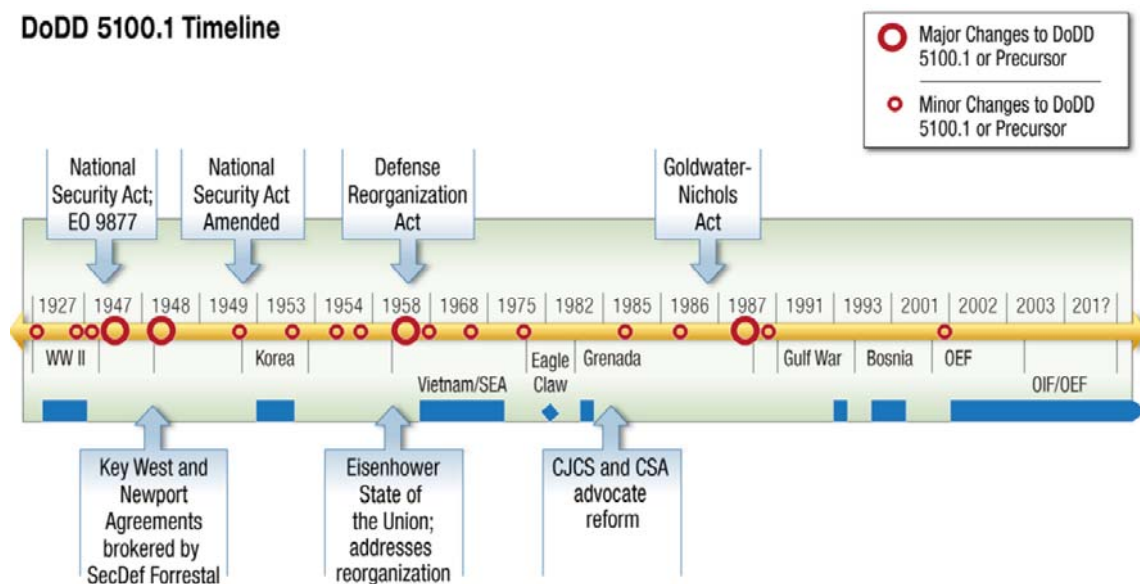 DoDD 5100.1 Timeline
Major Changes to DoDD
5100.1 or Precursor
Minor Changes to DoDD
5100.1 or Precursor
National
Security Act;
EO 9877
National
Security Act
Amended
Defense
Reorganization
Act
Goldwater-
Nichols
Act
1927 1947 1948 1949 1953 1954 1958 1968 1975 1982 1985 1986 1987 1991 1993 2001 2002 2003 201?
WW II Korea Vietnam/SEA Eagle Claw Grenada Gulf War Bosnia OEF OIF/OEF
Key West and
Newport
Agreements
brokered by
SecDef Forrestal
Eisenhower
State of
the Union;
addresses
reorganization
CJCS and CSA
advocate
reform